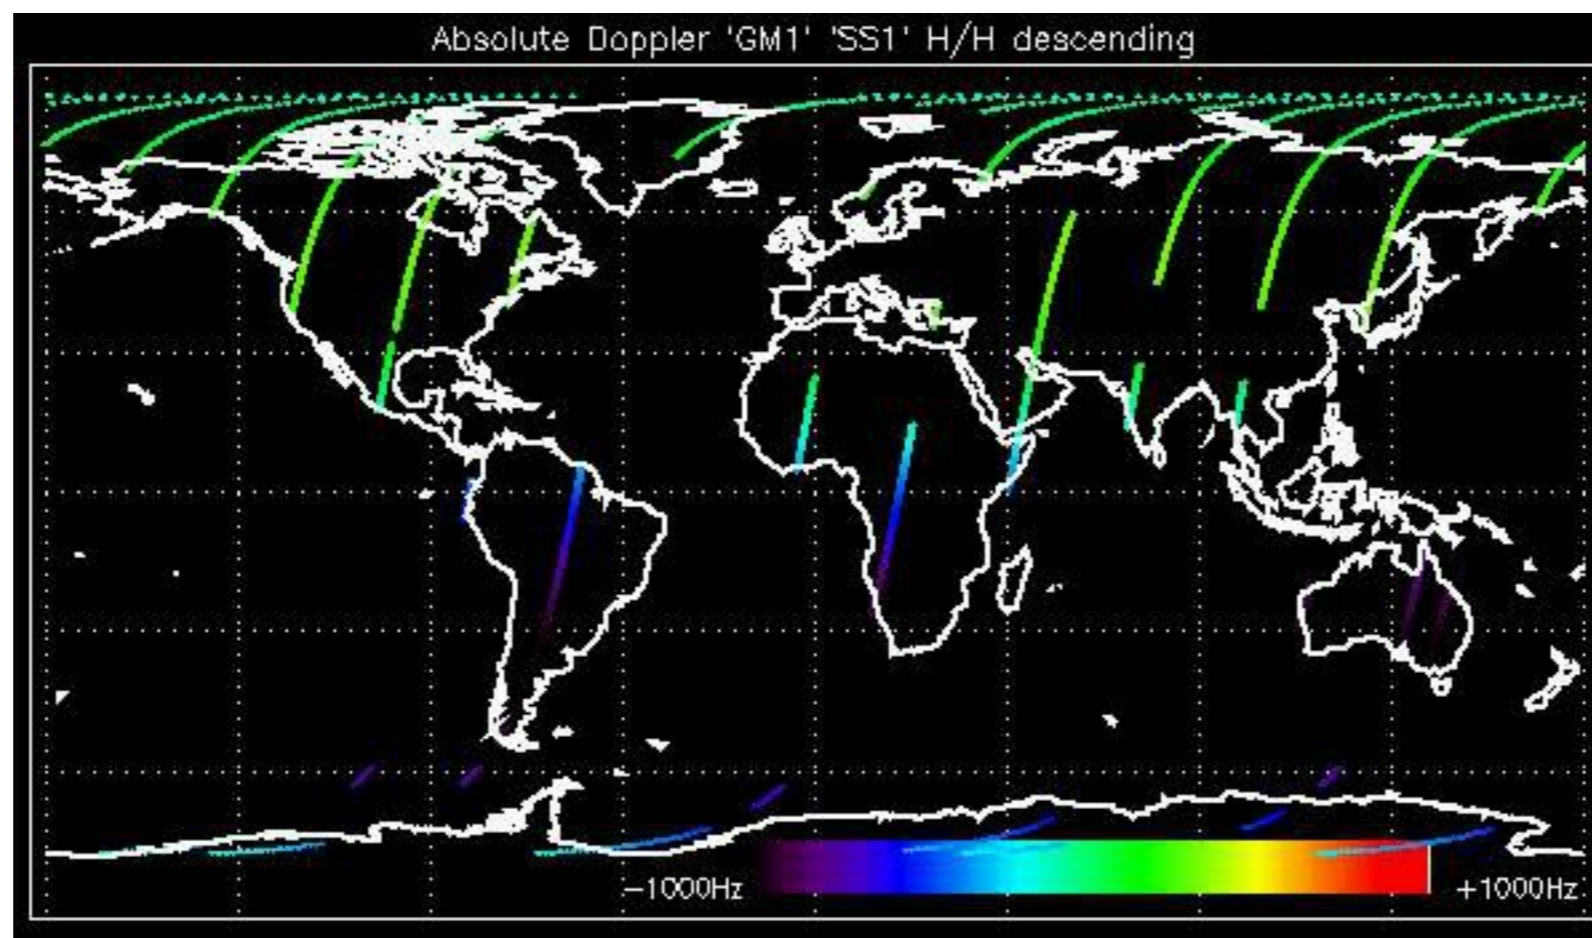 Absolute Doppler 'GM1' 'SS1' H/H descending
−1000Hz +1000Hz